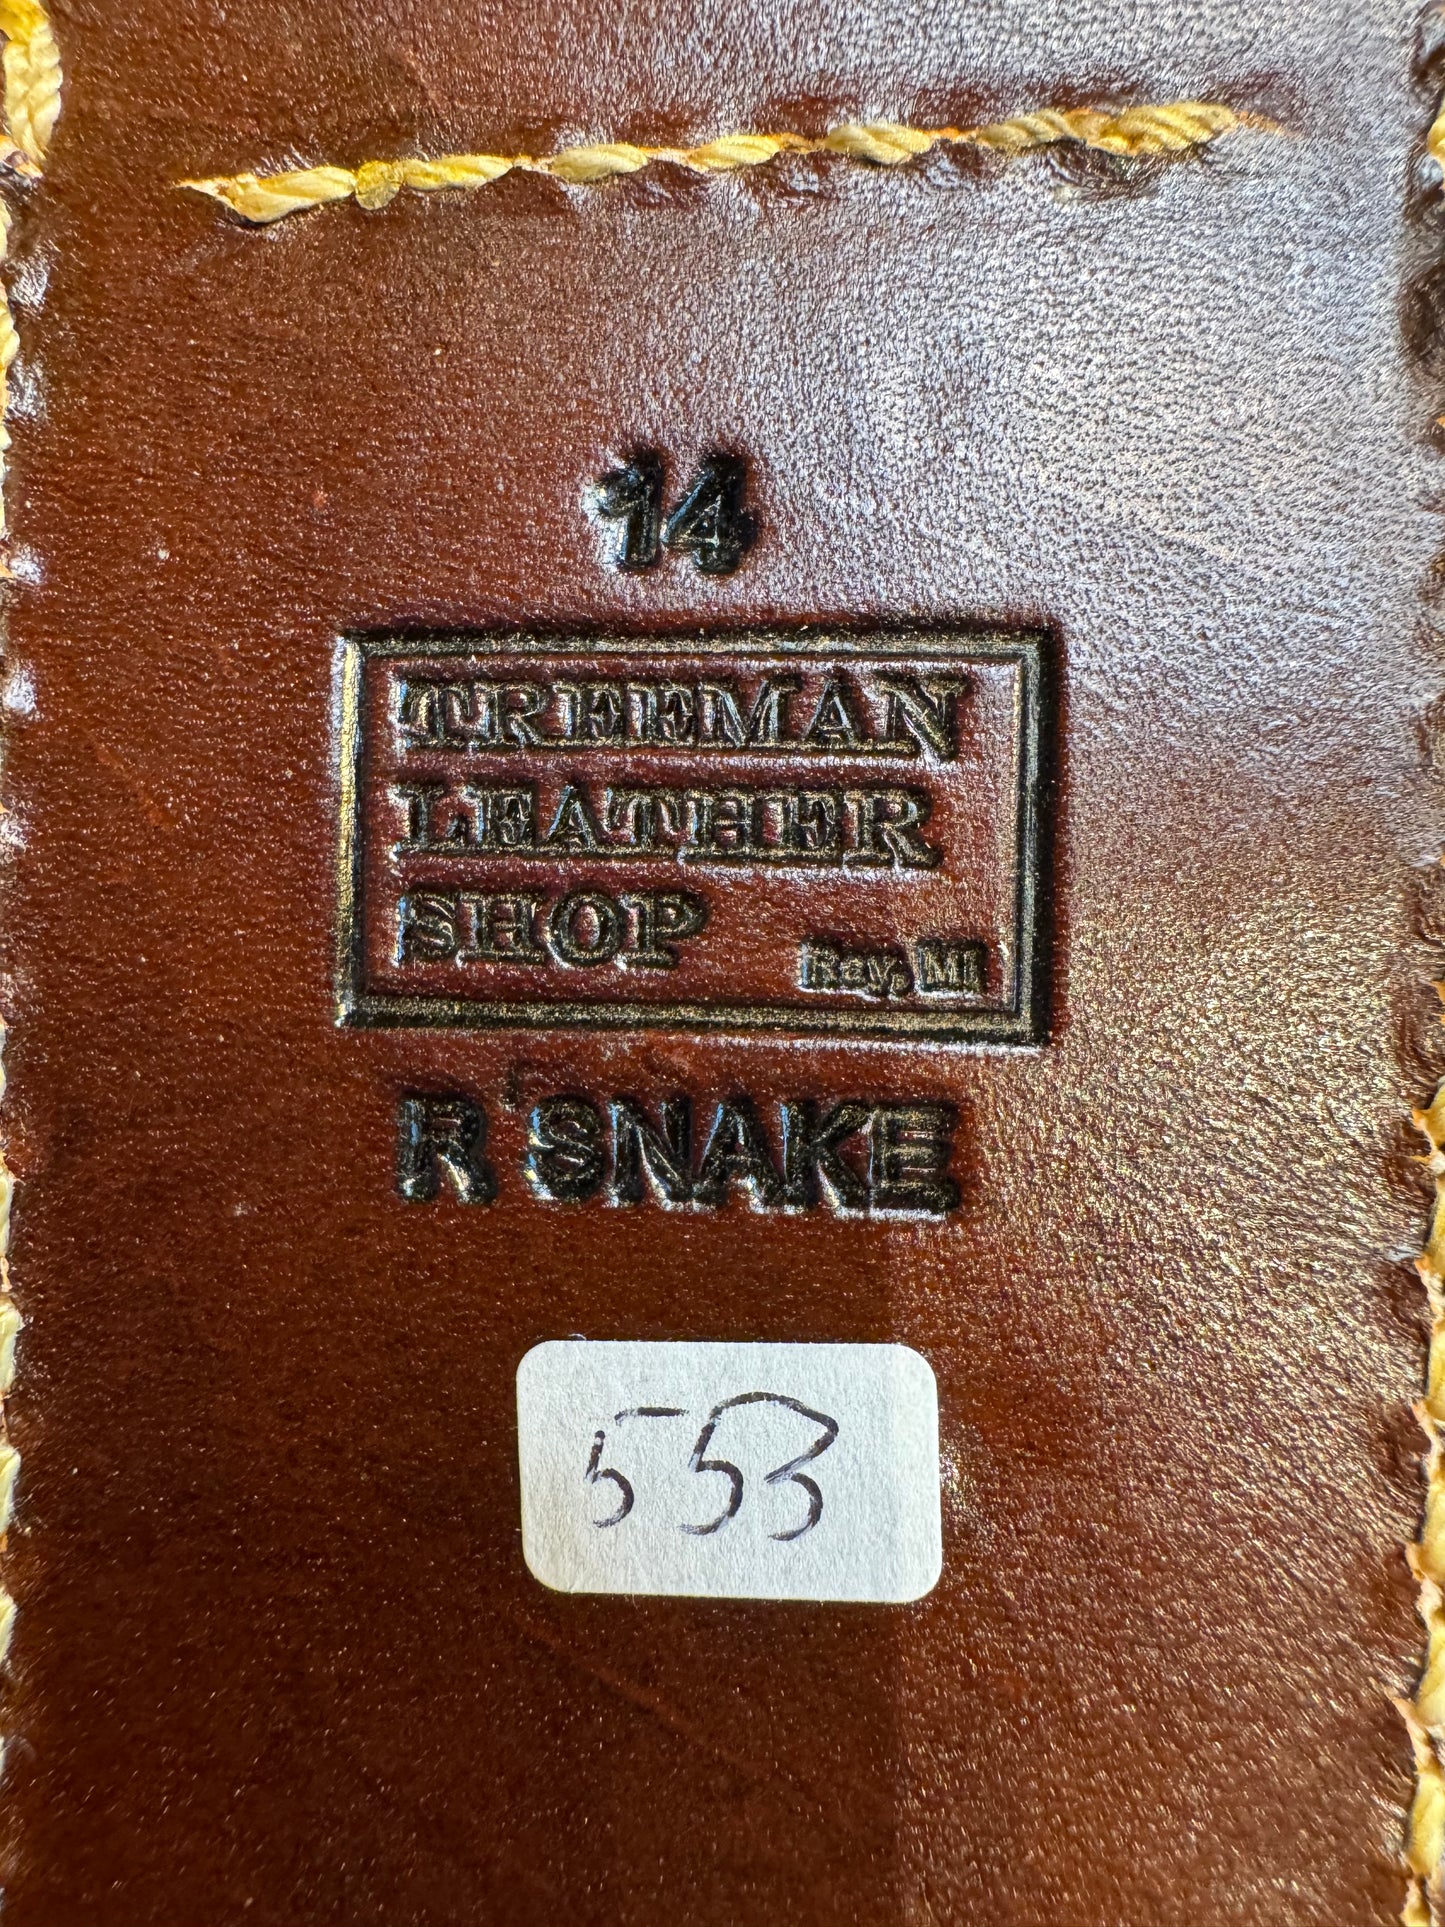 14
TREEMAN
LEATHER
SHOP Ray, MI
R'SNAKE
553